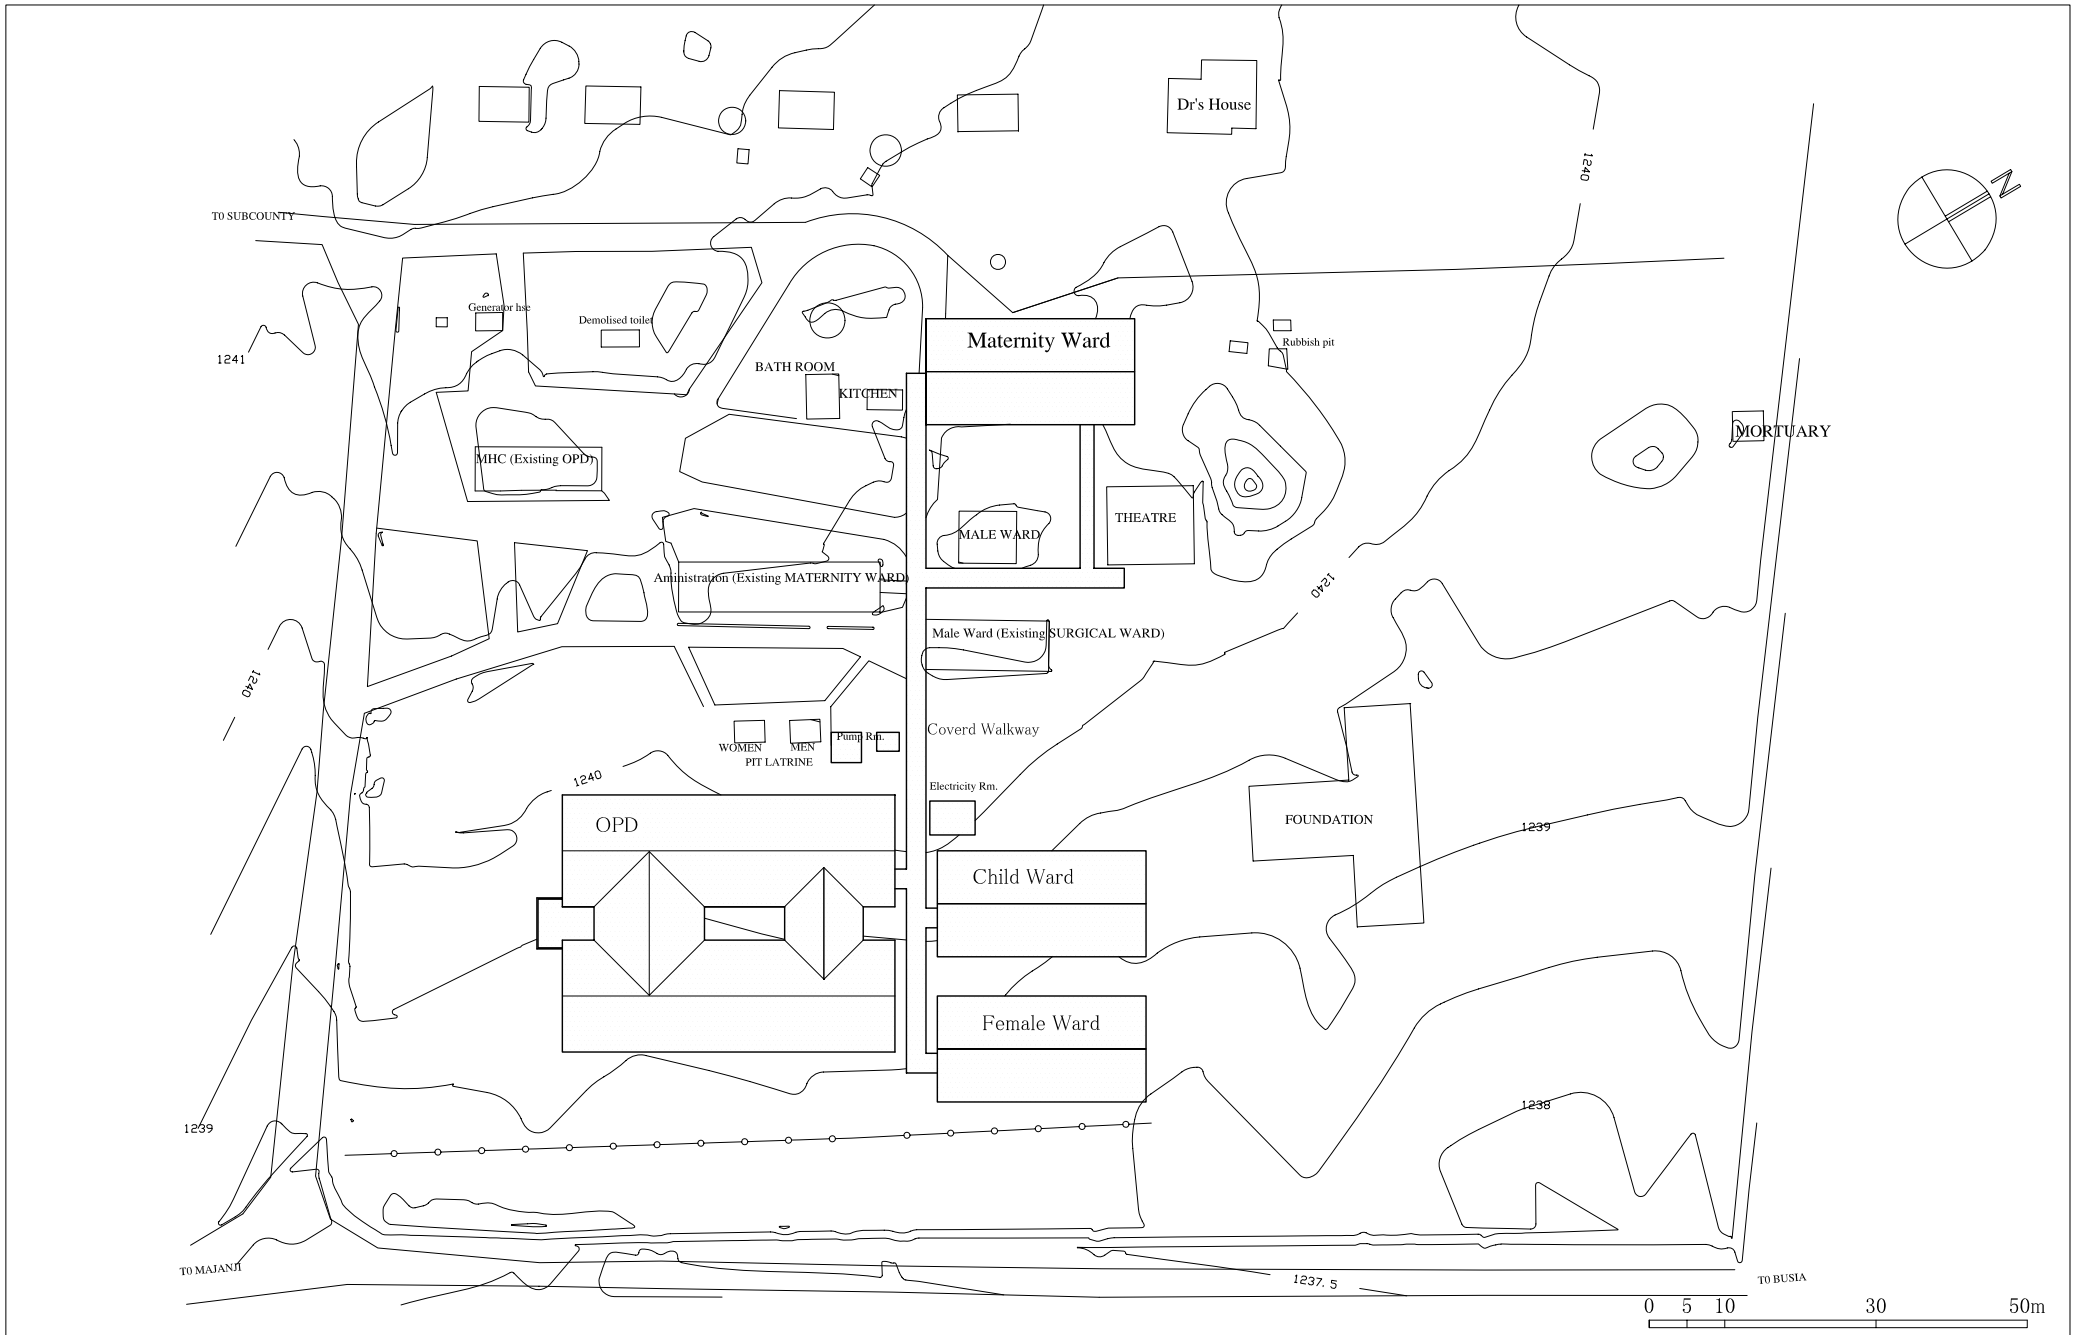 Dr's House
1240
N
T0 SUBCOUNTY
Generator hse
Demolised toilet
1241
BATH ROOM
KITCHEN
Maternity Ward
Rubbish pit
MORTUARY
MHC (Existing OPD)
THEATRE
MALE WARD
Aministration (Existing MATERNITY WARD)
1240
Male Ward (Existing SURGICAL WARD)
1240
Coverd Walkway
Pump Rm.
WOMEN
MEN
PIT LATRINE
1240
Electricity Rm.
OPD
FOUNDATION
1239
Child Ward
Female Ward
1238
1239
T0 MAJANJI
1237.5
T0 BUSIA
0 5 10 30 50m